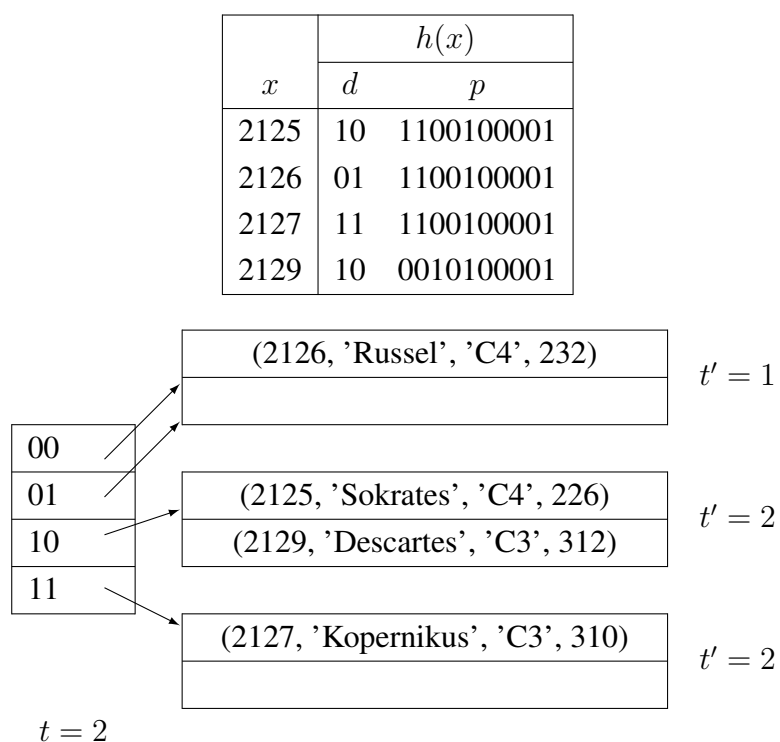 h(x)
x d p
2125 10 1100100001
2126 01 1100100001
2127 11 1100100001
2129 10 0010100001
(2126, ’Russel’, ’C4’, 232)
t′ = 1
00
01
10
11
(2125, ’Sokrates’, ’C4’, 226)
(2129, ’Descartes’, ’C3’, 312)
t′ = 2
(2127, ’Kopernikus’, ’C3’, 310)
t′ = 2
t = 2